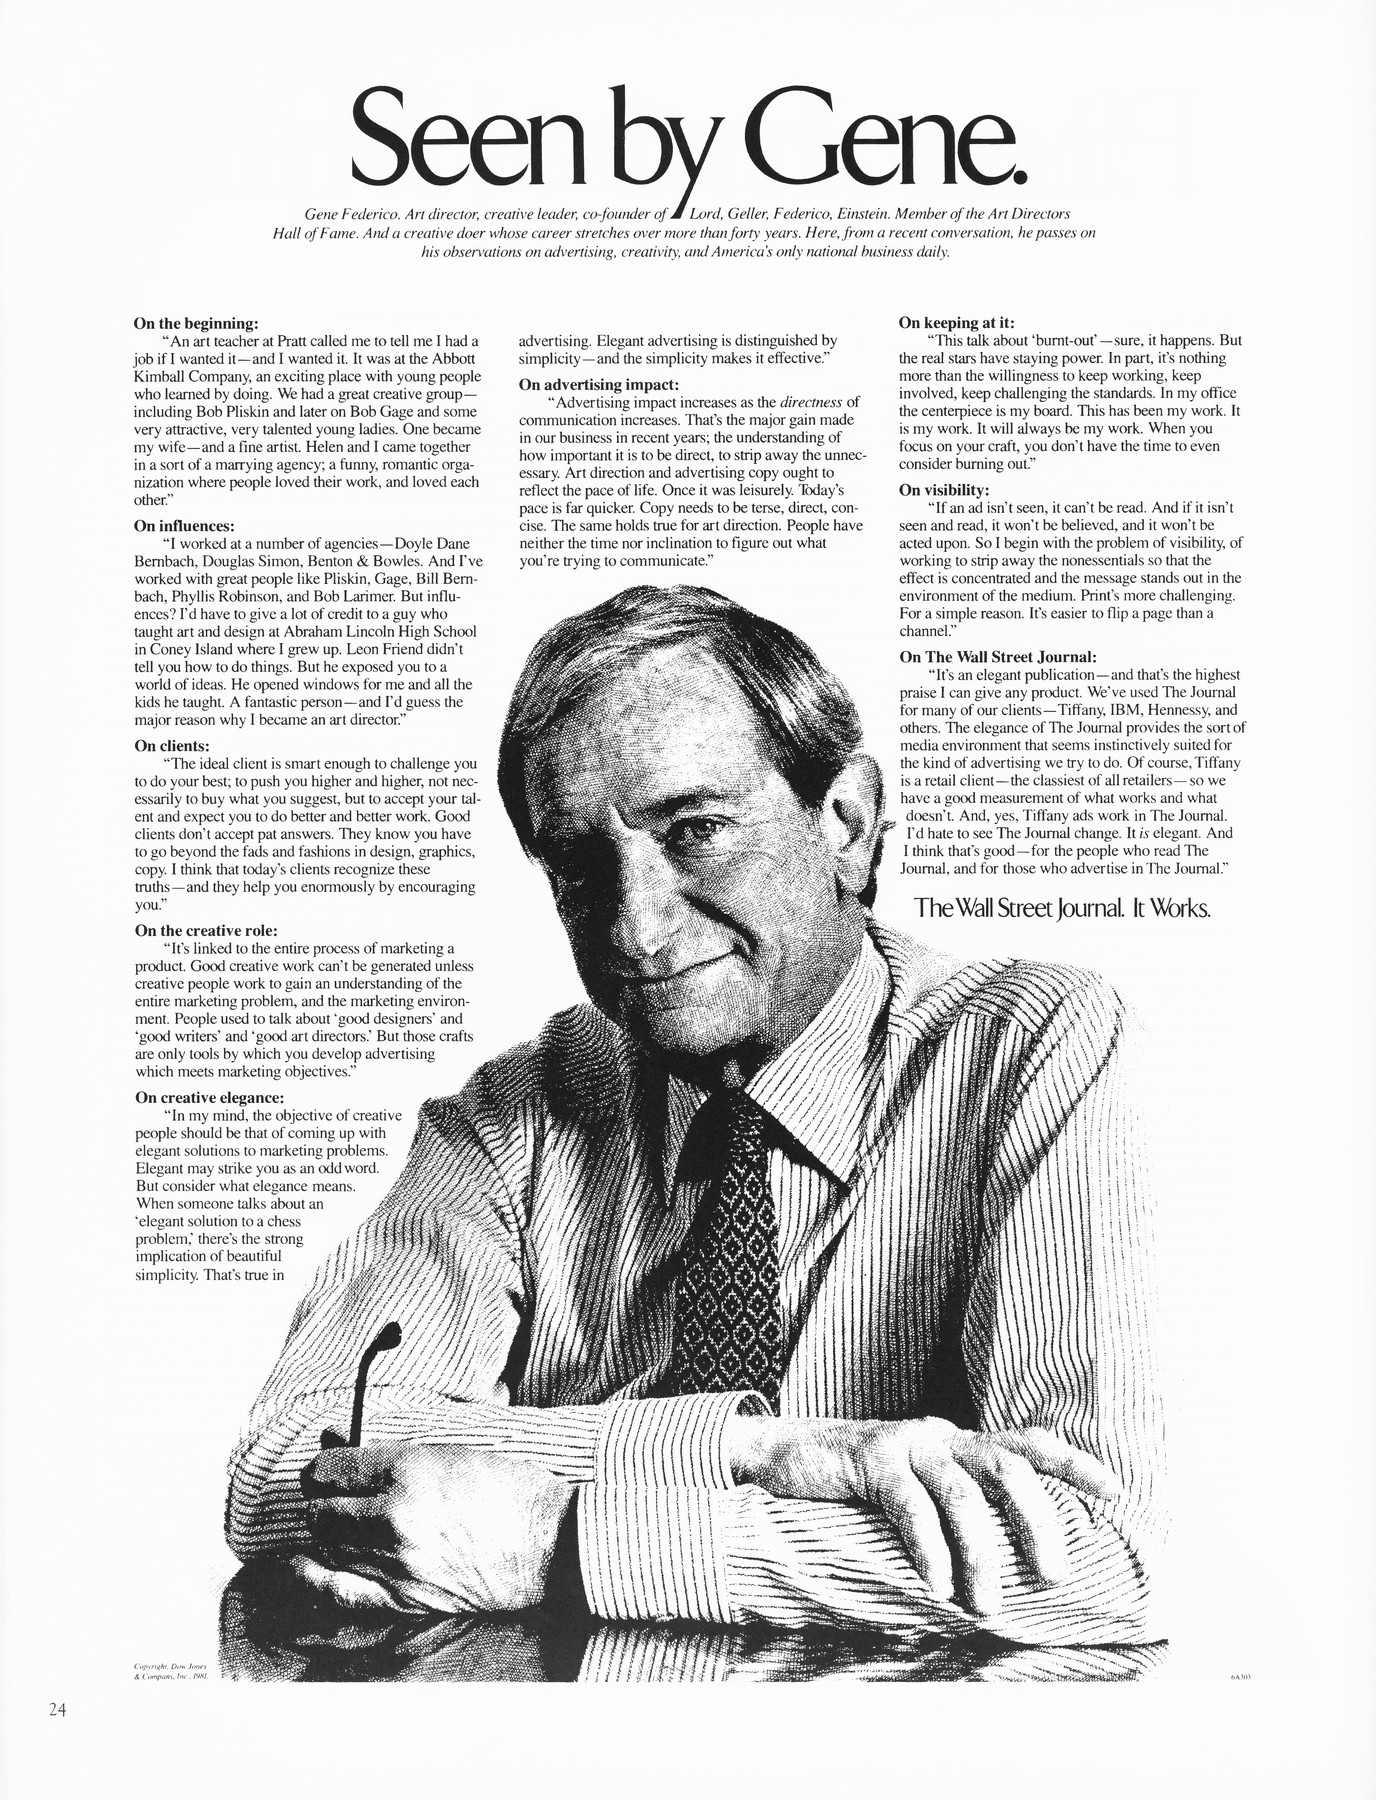 Seen by Gene.
Gene Federico. Art director, creative leader, co-founder of Lord, Geller, Federico, Einstein. Member of the Art Directors
Hall of Fame. And a creative doer whose career stretches over more than forty years. Here, from a recent conversation, he passes on
his observations on advertising, creativity, and America's only national business daily.
On the beginning:
“An art teacher at Pratt called me to tell me I had a
job if I wanted it—and I wanted it. It was at the Abbott
Kimball Company, an exciting place with young people
who learned by doing. We had a great creative group—
including Bob Pliskin and later on Bob Gage and some
very attractive, very talented young ladies. One became
my wife—and a fine artist. Helen and I came together
in a sort of a marrying agency; a funny, romantic orga-
nization where people loved their work, and loved each
other.”
On influences:
“I worked at a number of agencies—Doyle Dane
Bernbach, Douglas Simon, Benton & Bowles. And I've
worked with great people like Pliskin, Gage, Bill Bern-
bach, Phyllis Robinson, and Bob Larimer. But influ-
ences? I'd have to give a lot of credit to a guy who
taught art and design at Abraham Lincoln High School
in Coney Island where I grew up. Leon Friend didn't
tell you how to do things. But he exposed you to a
world of ideas. He opened windows for me and all the
kids he taught. A fantastic person—and I'd guess the
major reason why I became an art director.”
On clients:
“The ideal client is smart enough to challenge you
to do your best; to push you higher and higher, not nec-
essarily to buy what you suggest, but to accept your tal-
ent and expect you to do better and better work. Good
clients don't accept pat answers. They know you have
to go beyond the fads and fashions in design, graphics,
copy. I think that today's clients recognize these
truths—and they help you enormously by encouraging
you.”
On the creative role:
“It's linked to the entire process of marketing a
product. Good creative work can't be generated unless
creative people work to gain an understanding of the
entire marketing problem, and the marketing environ-
ment. People used to talk about ‘good designers’ and
‘good writers’ and ‘good art directors.’ But those crafts
are only tools by which you develop advertising
which meets marketing objectives.”
On creative elegance:
“In my mind, the objective of creative
people should be that of coming up with
elegant solutions to marketing problems.
Elegant may strike you as an odd word.
But consider what elegance means.
When someone talks about an
‘elegant solution to a chess
problem,’ there's the strong
implication of beautiful
simplicity. That's true in
advertising. Elegant advertising is distinguished by
simplicity—and the simplicity makes it effective.”
On advertising impact:
“Advertising impact increases as the directness of
communication increases. That's the major gain made
in our business in recent years; the understanding of
how important it is to be direct, to strip away the unnec-
essary. Art direction and advertising copy ought to
reflect the pace of life. Once it was leisurely. Today's
pace is far quicker. Copy needs to be terse, direct, con-
cise. The same holds true for art direction. People have
neither the time nor inclination to figure out what
you're trying to communicate.”
On keeping at it:
“This talk about ‘burnt-out’—sure, it happens. But
the real stars have staying power. In part, it's nothing
more than the willingness to keep working, keep
involved, keep challenging the standards. In my office
the centerpiece is my board. This has been my work. It
is my work. It will always be my work. When you
focus on your craft, you don't have the time to even
consider burning out.”
On visibility:
“If an ad isn't seen, it can't be read. And if it isn't
seen and read, it won't be believed, and it won't be
acted upon. So I begin with the problem of visibility, of
working to strip away the nonessentials so that the
effect is concentrated and the message stands out in the
environment of the medium. Print's more challenging.
For a simple reason. It's easier to flip a page than a
channel.”
On The Wall Street Journal:
“It's an elegant publication—and that's the highest
praise I can give any product. We've used The Journal
for many of our clients—Tiffany, IBM, Hennessy, and
others. The elegance of The Journal provides the sort of
media environment that seems instinctively suited for
the kind of advertising we try to do. Of course, Tiffany
is a retail client—the classiest of all retailers—so we
have a good measurement of what works and what
doesn't. And, yes, Tiffany ads work in The Journal.
I'd hate to see The Journal change. It is elegant. And
I think that's good—for the people who read The
Journal, and for those who advertise in The Journal.”
The Wall Street Journal. It Works.
Copyright, Dow Jones
& Company, Inc., 1981.
6A303
24